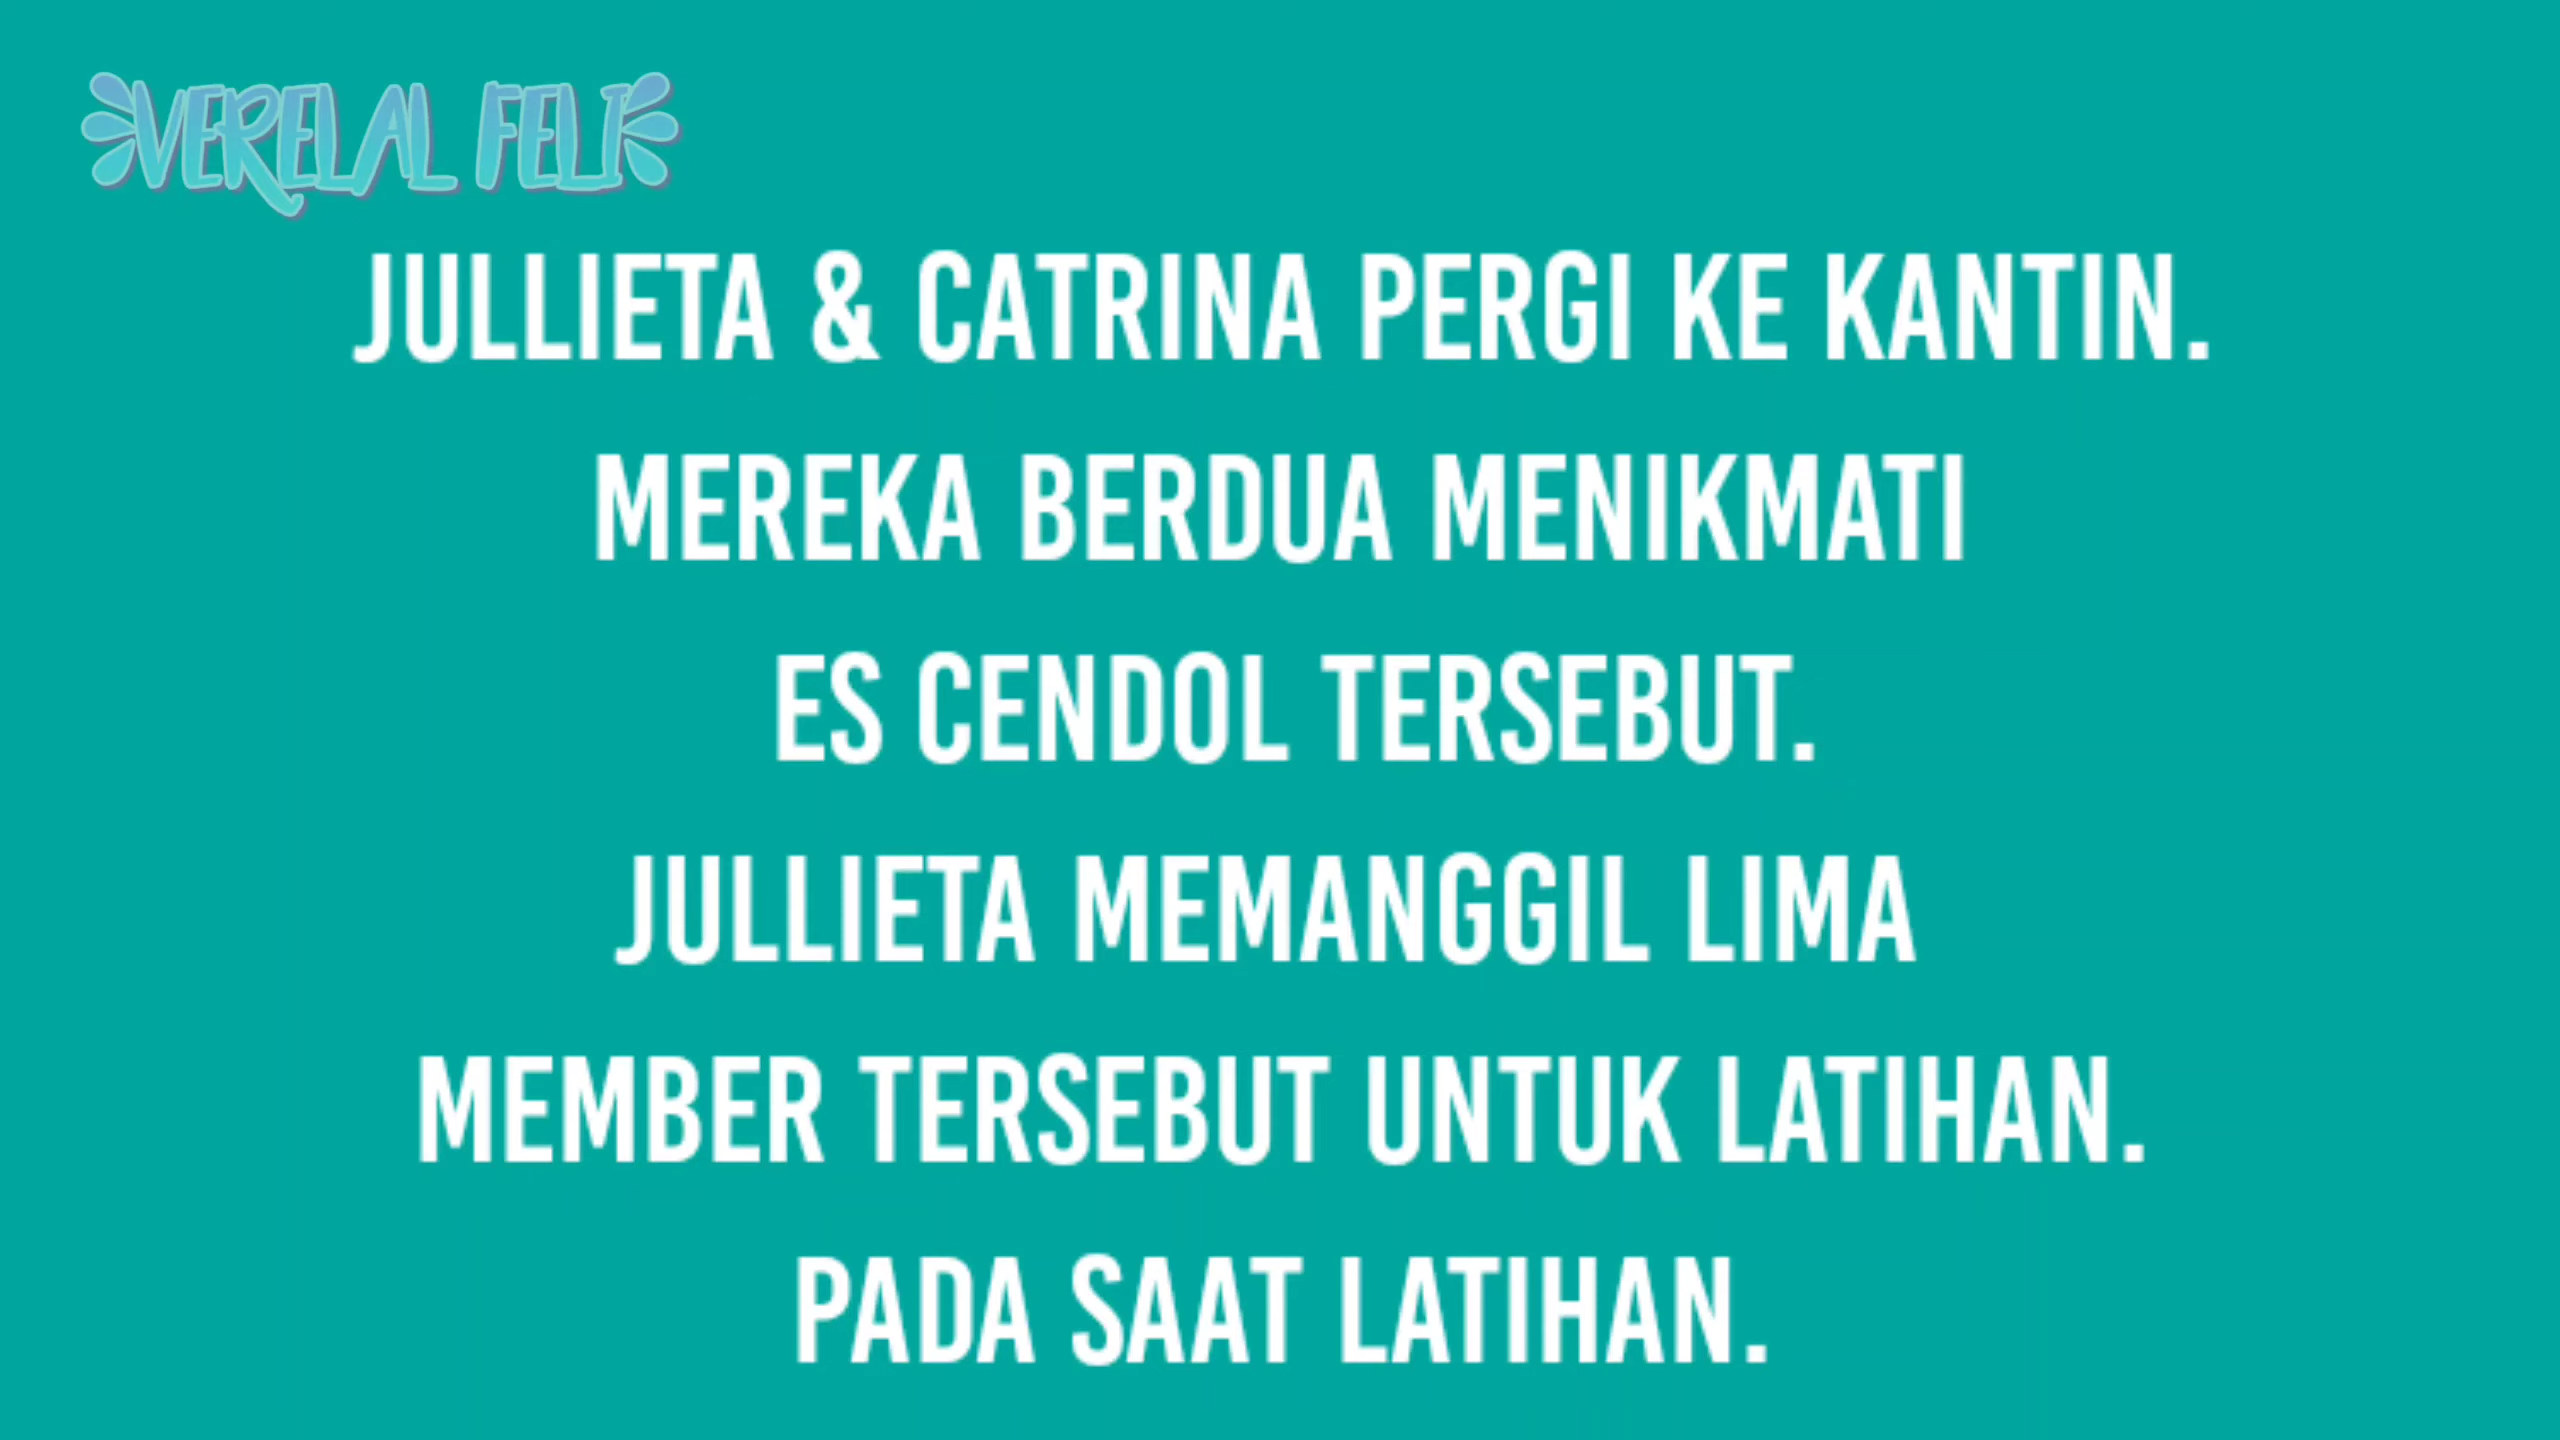 VERELAL FELI
JULLIETA & CATRINA PERGI KE KANTIN.
MEREKA BERDUA MENIKMATI
ES CENDOL TERSEBUT.
JULLIETA MEMANGGIL LIMA
MEMBER TERSEBUT UNTUK LATIHAN.
PADA SAAT LATIHAN.